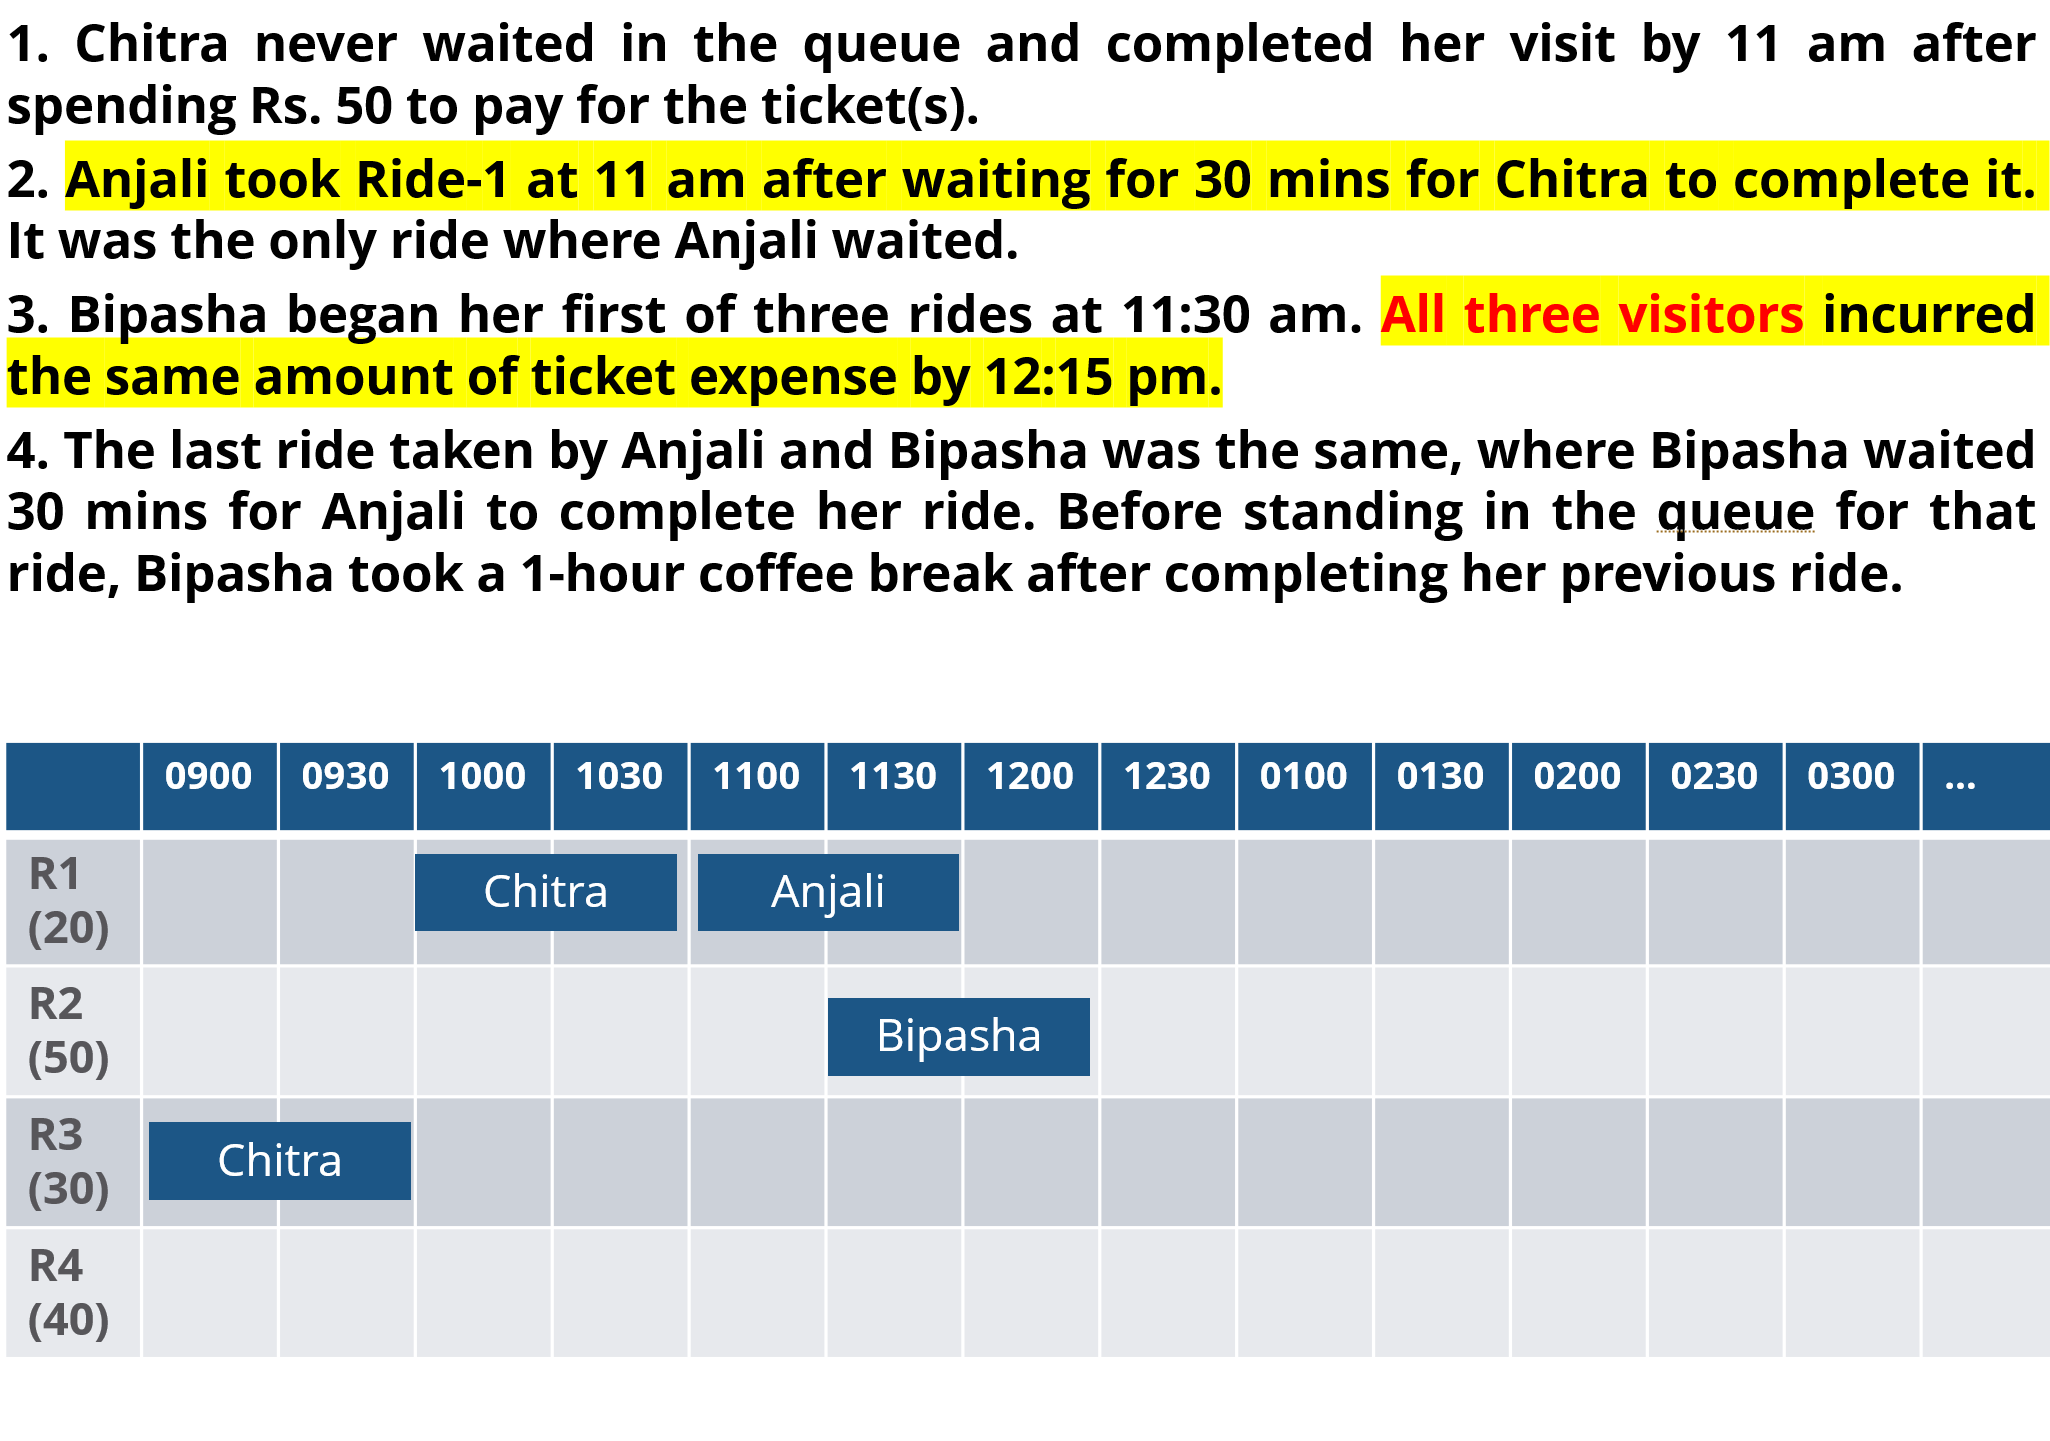 1. Chitra never waited in the queue and completed her visit by 11 am after
spending Rs. 50 to pay for the ticket(s).
2. Anjali took Ride-1 at 11 am after waiting for 30 mins for Chitra to complete it.
It was the only ride where Anjali waited.
3. Bipasha began her first of three rides at 11:30 am. All three visitors incurred
the same amount of ticket expense by 12:15 pm.
4. The last ride taken by Anjali and Bipasha was the same, where Bipasha waited
30 mins for Anjali to complete her ride. Before standing in the queue for that
ride, Bipasha took a 1-hour coffee break after completing her previous ride.
0900 0930 1000 1030 1100 1130 1200 1230 0100 0130 0200 0230 0300 ...
R1
(20)
Chitra Anjali
R2
(50)
Bipasha
R3
(30)
Chitra
R4
(40)